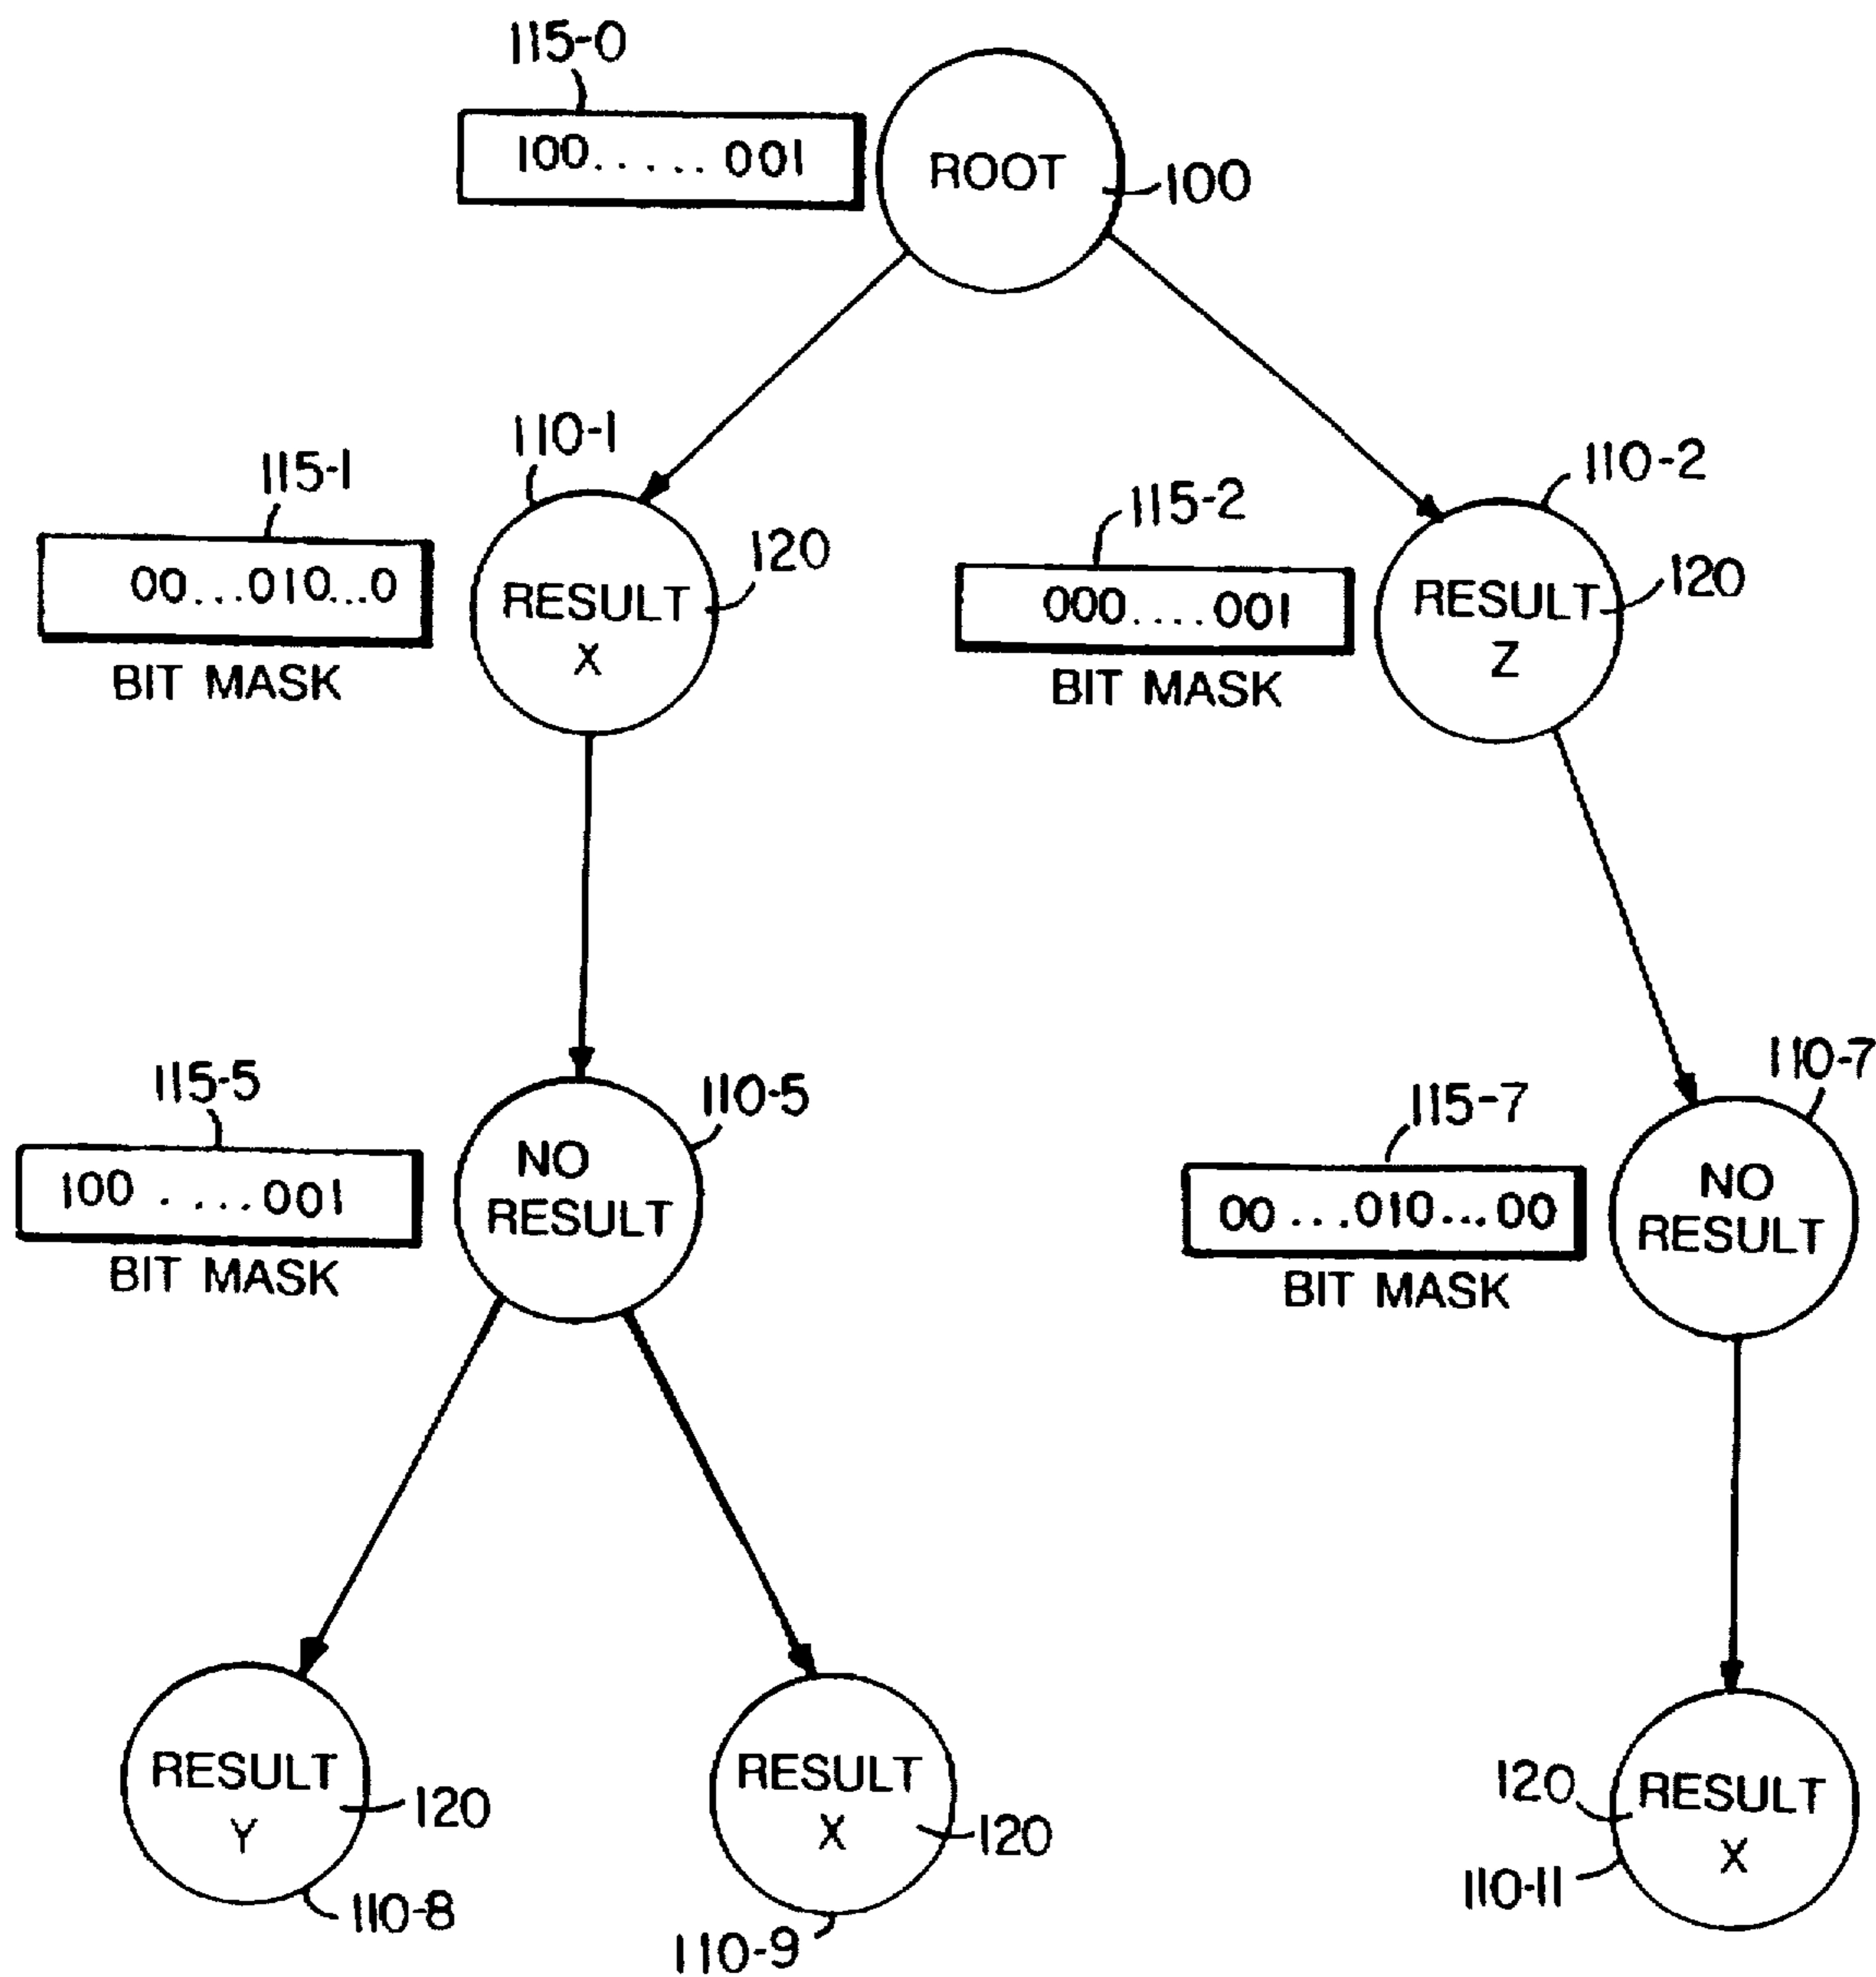 115-0
100.....001
ROOT
100
110-1
115-1
00...010...0
BIT MASK
RESULT
X
120
110-2
115-2
000....001
BIT MASK
RESULT
Z
120
115-5
100 ....001
BIT MASK
110-5
NO
RESULT
110-7
115-7
00 ...010...00
BIT MASK
NO
RESULT
RESULT
Y
120
110-8
RESULT
X
120
110-9
120
RESULT
X
110-11